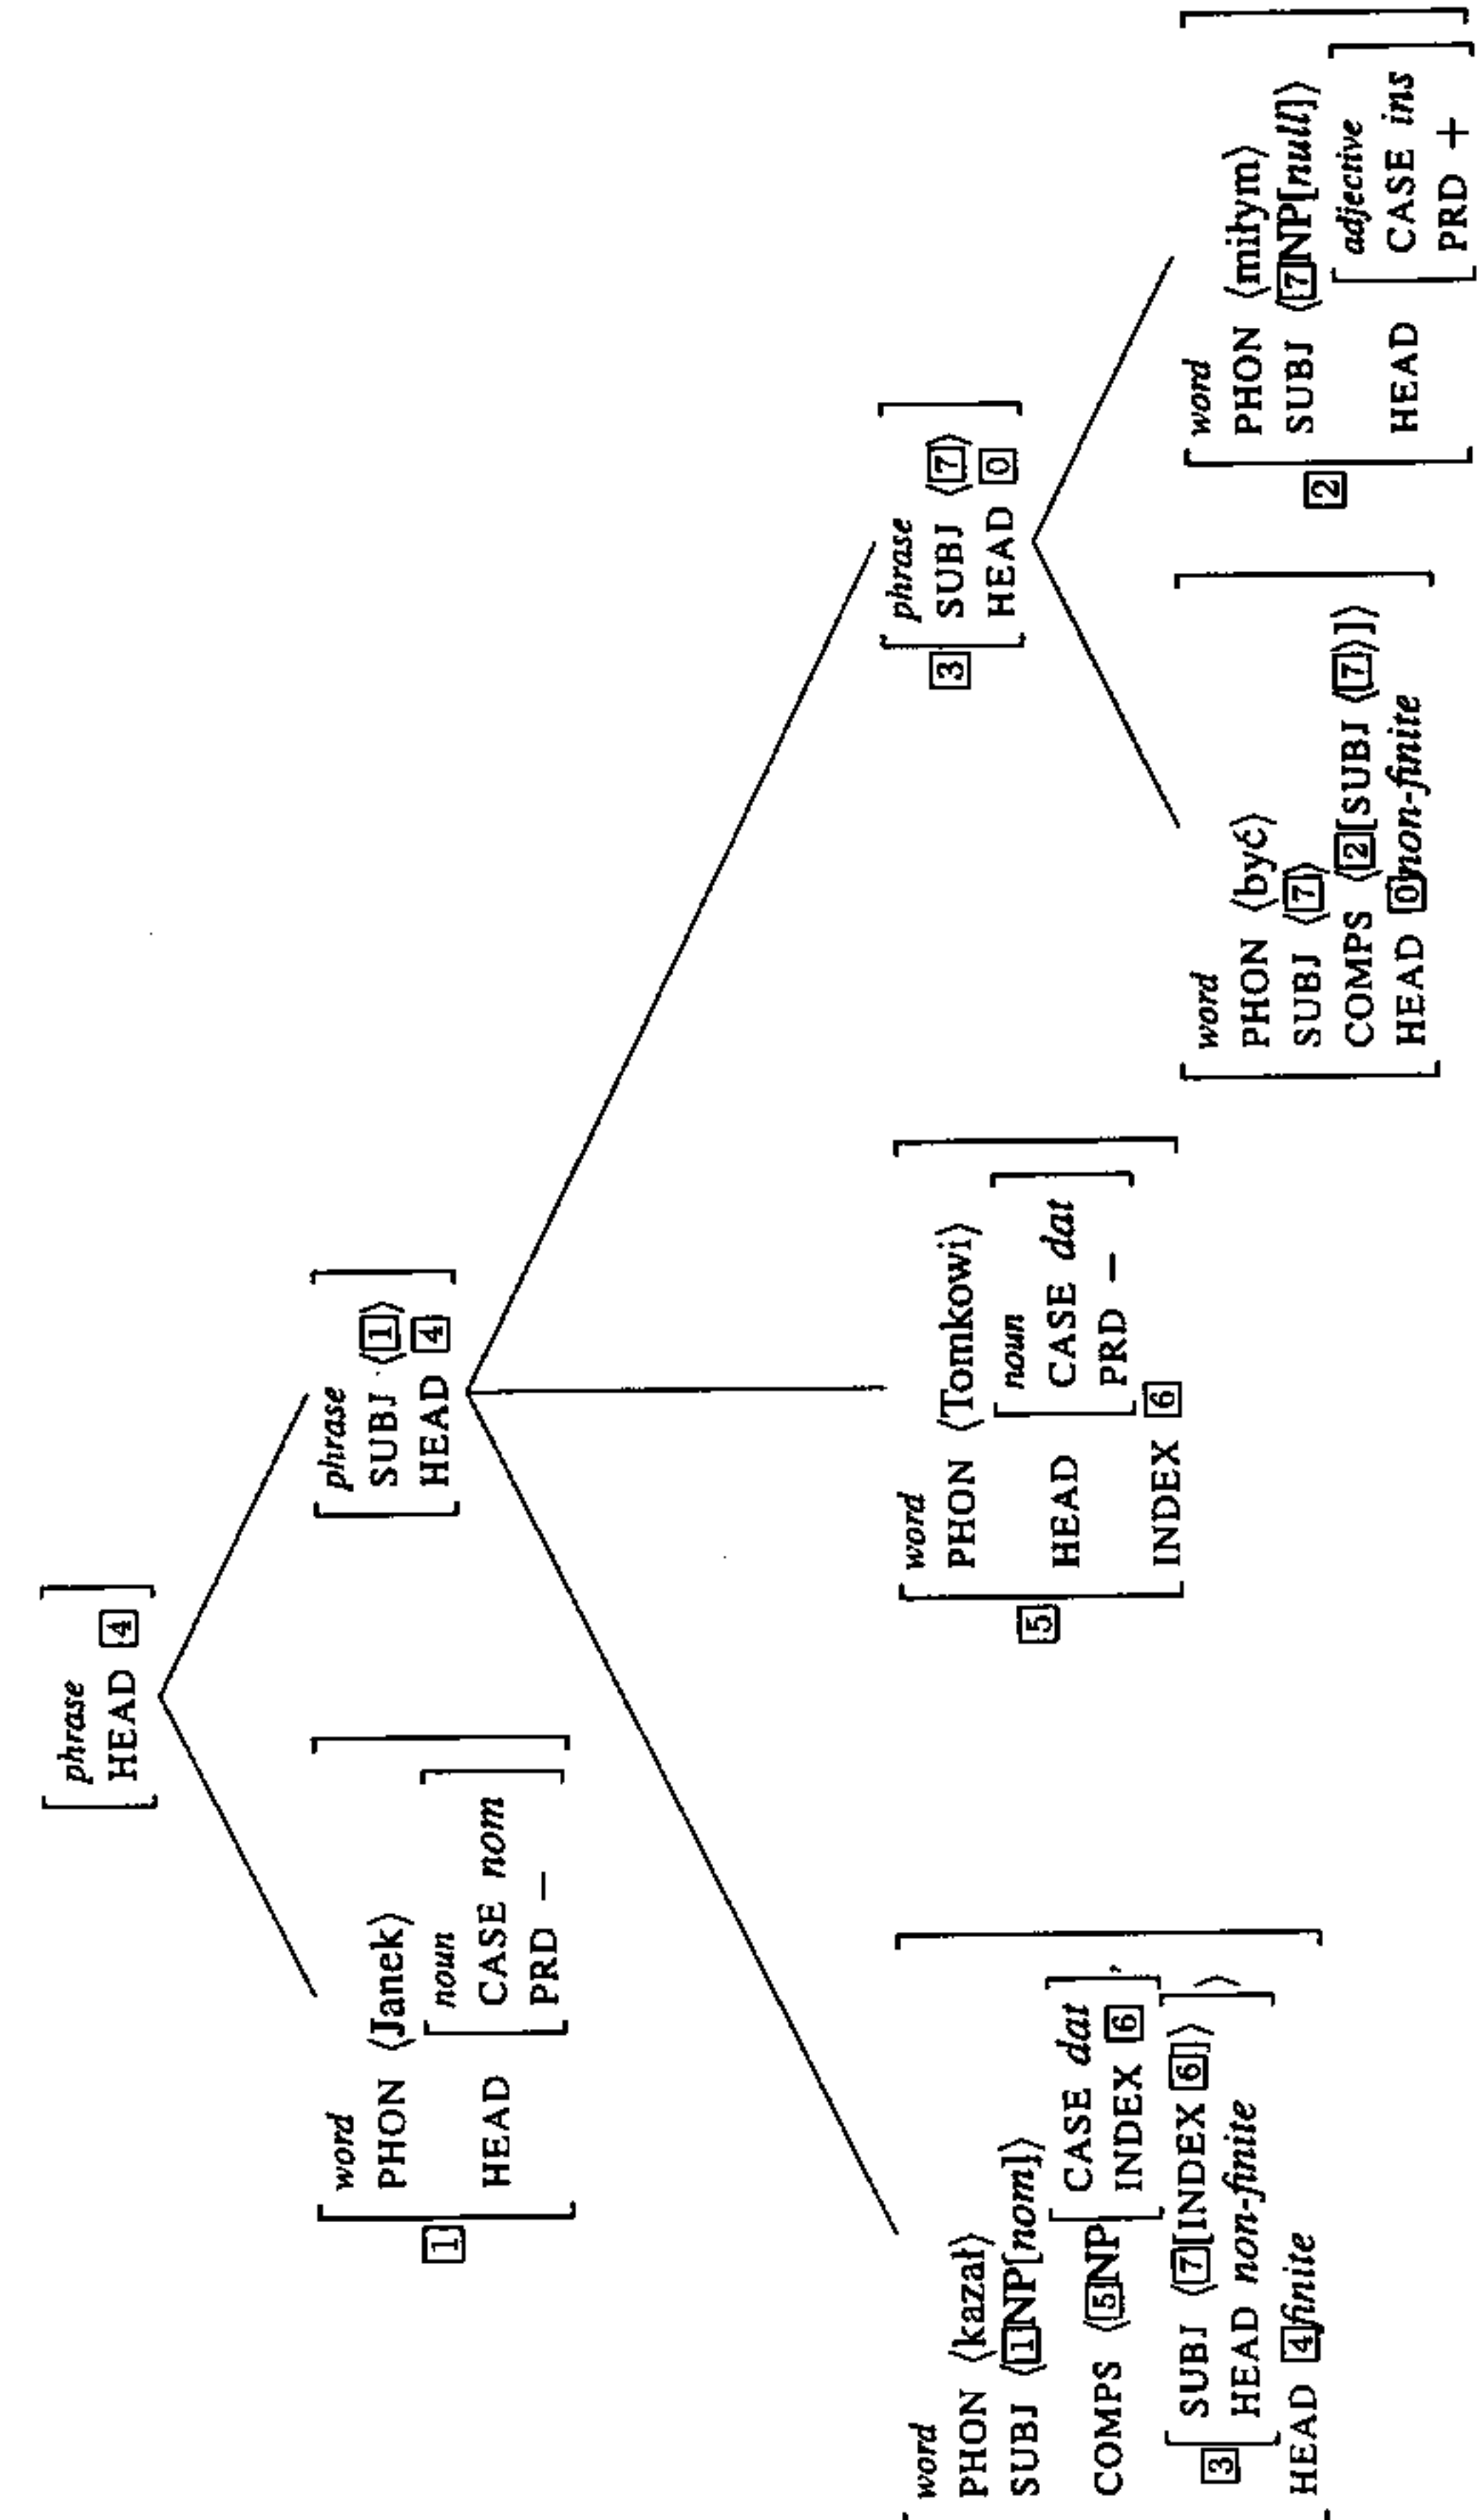 phrase
HEAD 4
word
PHON ⟨Janek⟩
noun
CASE nom
HEAD
PRD −
1
phrase
SUBJ ⟨1⟩
HEAD 4
word
PHON ⟨kazał⟩
SUBJ ⟨1NP[nom]⟩
CASE dat
COMPS ⟨5NP
INDEX 6 ,
3
SUBJ ⟨7[INDEX 6]⟩
HEAD non-finite
⟩
HEAD 4finite
word
PHON ⟨Tomkowi⟩
noun
HEAD
CASE dat
PRD −
5
INDEX 6
phrase
3
SUBJ ⟨7⟩
HEAD 0
word
PHON ⟨być⟩
SUBJ ⟨7⟩
COMPS ⟨2[SUBJ ⟨7⟩]⟩
HEAD 0non-finite
word
PHON ⟨miłym⟩
SUBJ ⟨7NP[null]⟩
2
adjective
HEAD
CASE ins
PRD +